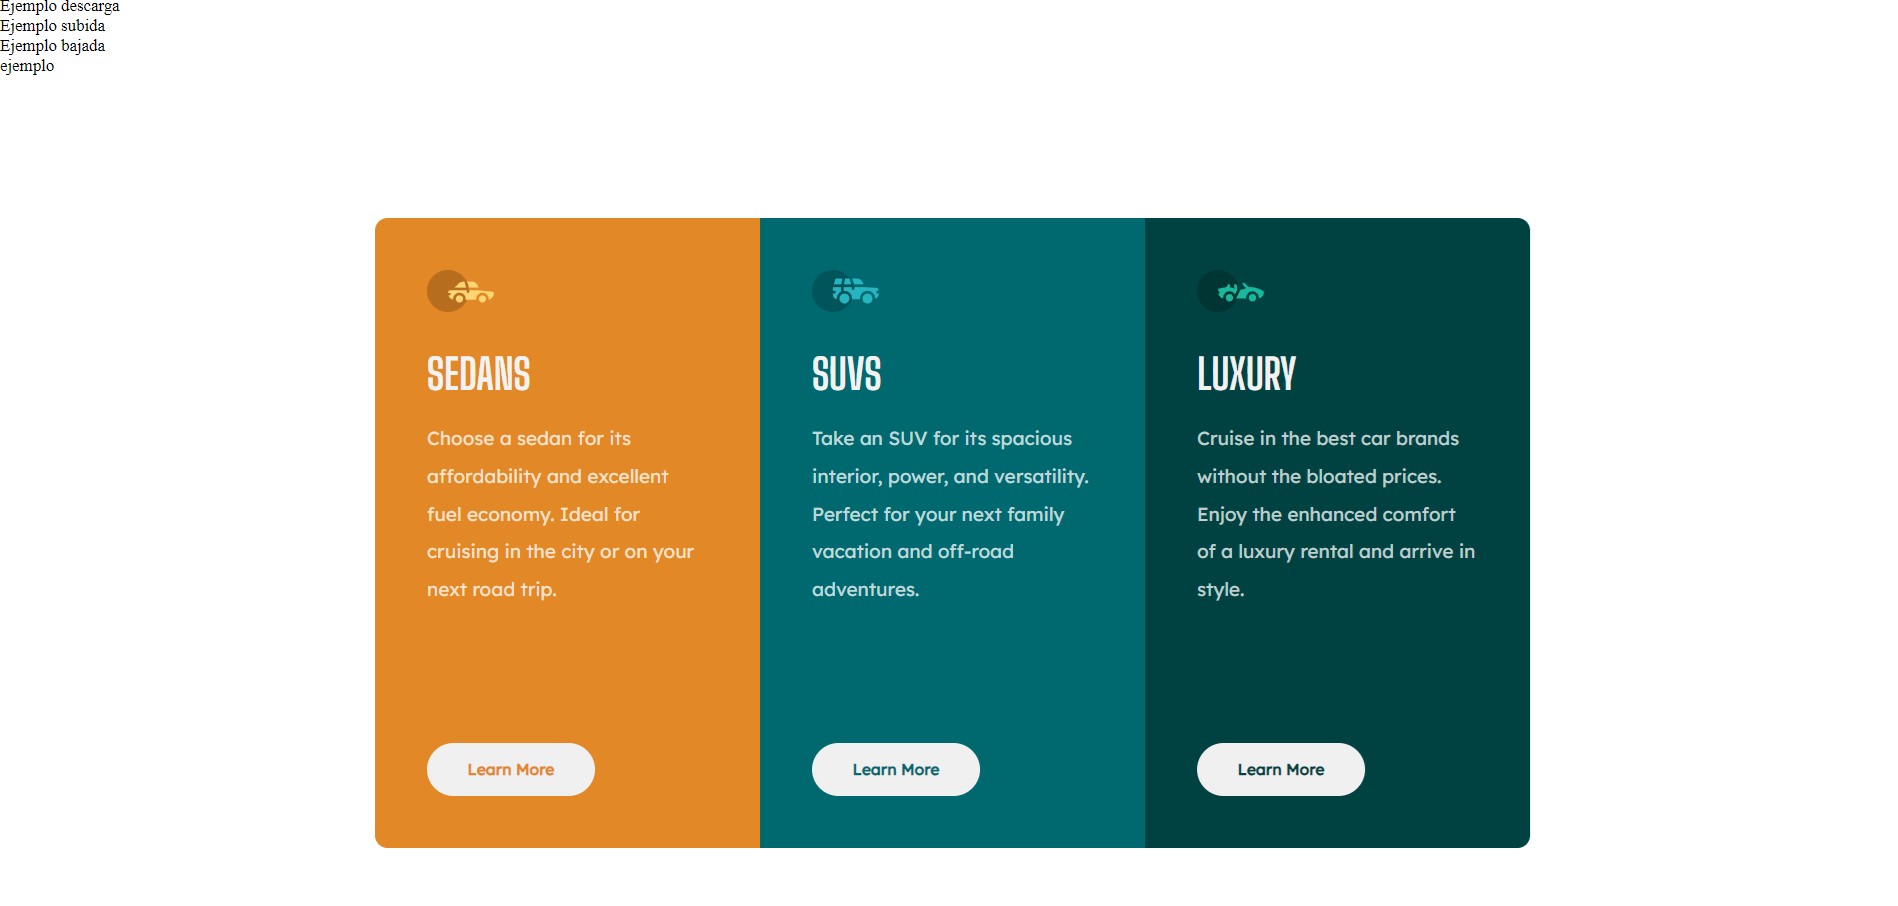 Ejemplo descarga
Ejemplo subida
Ejemplo bajada
ejemplo
SEDANS
Choose a sedan for its
affordability and excellent
fuel economy. Ideal for
cruising in the city or on your
next road trip.
Learn More
SUVS
Take an SUV for its spacious
interior, power, and versatility.
Perfect for your next family
vacation and off-road
adventures.
Learn More
LUXURY
Cruise in the best car brands
without the bloated prices.
Enjoy the enhanced comfort
of a luxury rental and arrive in
style.
Learn More